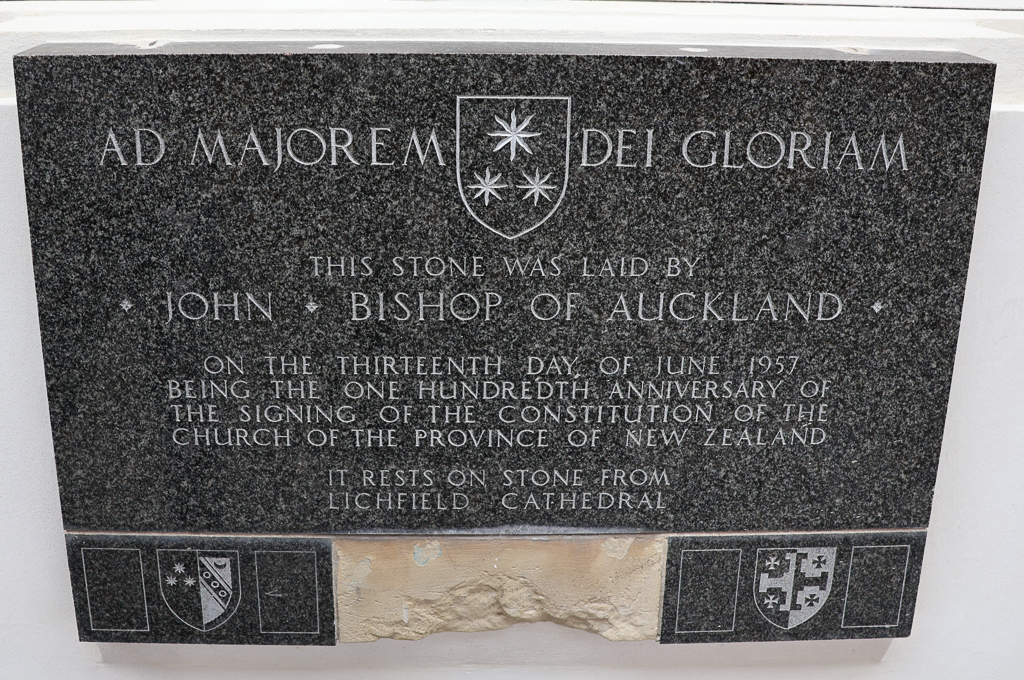 AD MAJOREM DEI GLORIAM
THIS STONE WAS LAID BY
JOHN BISHOP OF AUCKLAND
ON THE THIRTEENTH DAY OF JUNE 1957
BEING THE ONE HUNDREDTH ANNIVERSARY OF
THE SIGNING OF THE CONSTITUTION OF THE
CHURCH OF THE PROVINCE OF NEW ZEALAND
IT RESTS ON STONE FROM
LICHFIELD CATHEDRAL